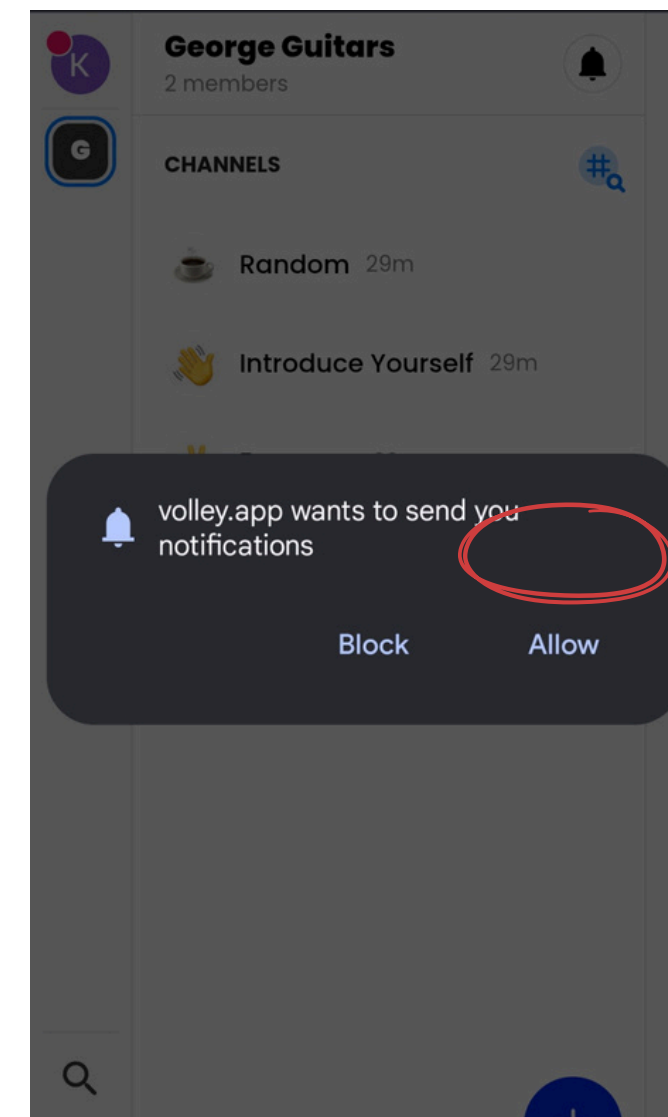 K
George Guitars
2 members
G
CHANNELS
Random 29m
Introduce Yourself 29m
volley.app wants to send you
notifications
Block Allow